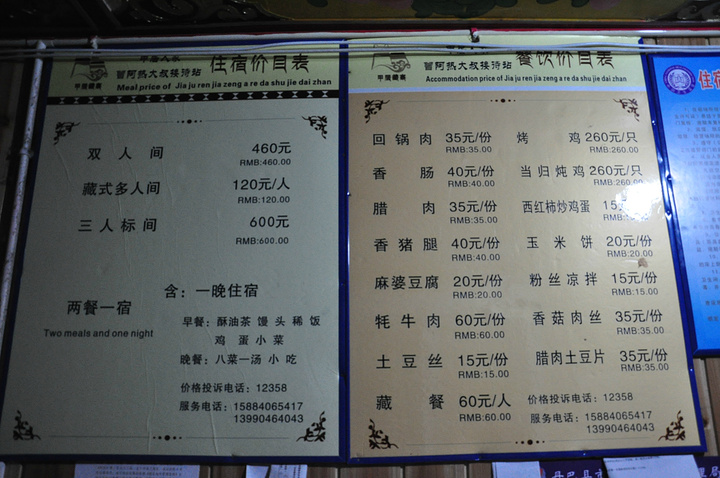 住宿价目表
曾阿热大叔接待站
甲居藏寨
Meal price of Jia ju ren jia zeng a re da shu jie dai zhan
双人间 460元
RMB:460.00
藏式多人间 120元/人
RMB:120.00
三人标间 600元
RMB:600.00
两餐一宿
Two meals and one night
含：一晚住宿
早餐：酥油茶 馒头 稀饭
鸡蛋 小菜
晚餐：八菜一汤 小吃
价格投诉电话：12358
服务电话：15884065417
13990464043
餐饮价目表
曾阿热大叔接待站
甲居藏寨
Accommodation price of Jia ju ren jia zeng a re da shu jie dai zhan
回锅肉 35元/份 烤鸡 260元/只
RMB:35.00 RMB:260.00
香肠 40元/份 当归炖鸡 260元/只
RMB:40.00 RMB:260.00
腊肉 35元/份 西红柿炒鸡蛋
RMB:35.00
香猪腿 40元/份 玉米饼 20元/份
RMB:40.00 RMB:20.00
麻婆豆腐 20元/份 粉丝凉拌 15元/份
RMB:20.00 RMB:15.00
牦牛肉 60元/份 香菇肉丝 35元/份
RMB:60.00 RMB:35.00
土豆丝 15元/份 腊肉土豆片 35元/份
RMB:15.00 RMB:35.00
藏餐 60元/人
RMB:60.00
价格投诉电话：12358
服务电话：15884065417
13990464043
住宿